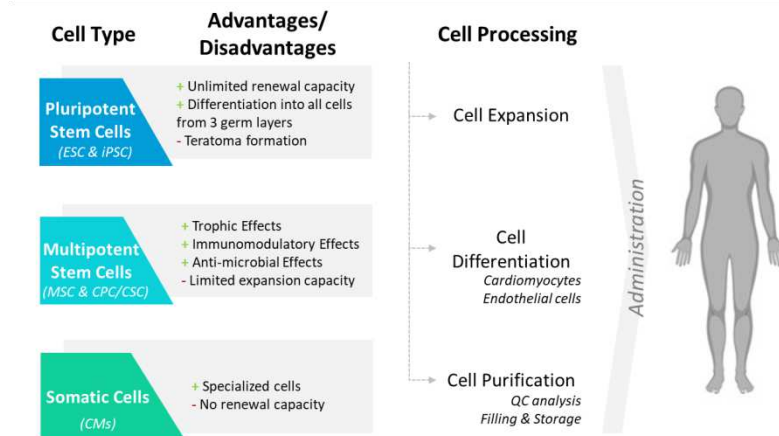 Cell Type
Advantages/
Disadvantages
Cell Processing
Pluripotent
Stem Cells
(ESC & iPSC)
+ Unlimited renewal capacity
+ Differentiation into all cells
from 3 germ layers
- Teratoma formation
Multipotent
Stem Cells
(MSC & CPC/CSC)
+ Trophic Effects
+ Immunomodulatory Effects
+ Anti-microbial Effects
- Limited expansion capacity
Somatic Cells
(CMs)
+ Specialized cells
- No renewal capacity
Cell Expansion
Cell
Differentiation
Cardiomyocytes
Endothelial cells
Cell Purification
QC analysis
Filling & Storage
Administration